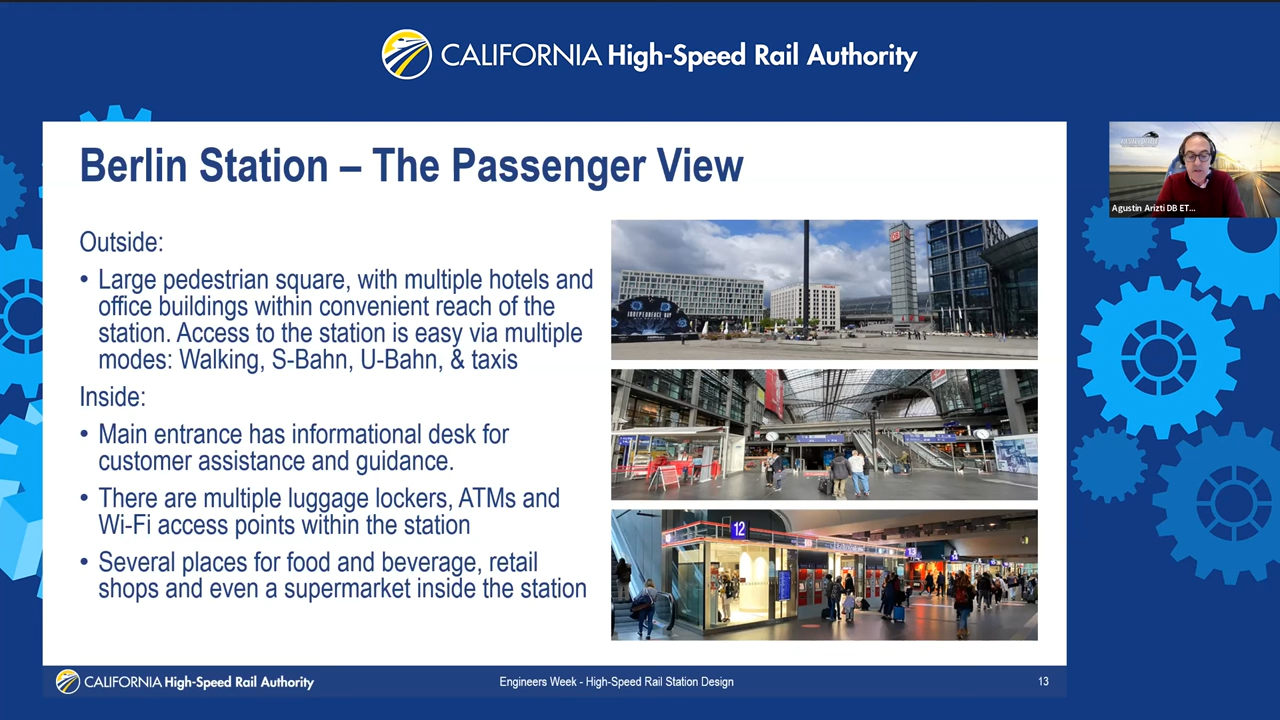 CALIFORNIA High-Speed Rail Authority
Berlin Station – The Passenger View
Outside:
• Large pedestrian square, with multiple hotels and
office buildings within convenient reach of the
station. Access to the station is easy via multiple
modes: Walking, S-Bahn, U-Bahn, & taxis
Inside:
• Main entrance has informational desk for
customer assistance and guidance.
• There are multiple luggage lockers, ATMs and
Wi-Fi access points within the station
• Several places for food and beverage, retail
shops and even a supermarket inside the station
DB
INDEPENDENCE DAY
12
13
14
Agustin Arizti DB ET...
CALIFORNIA High-Speed Rail Authority
Engineers Week - High-Speed Rail Station Design
13